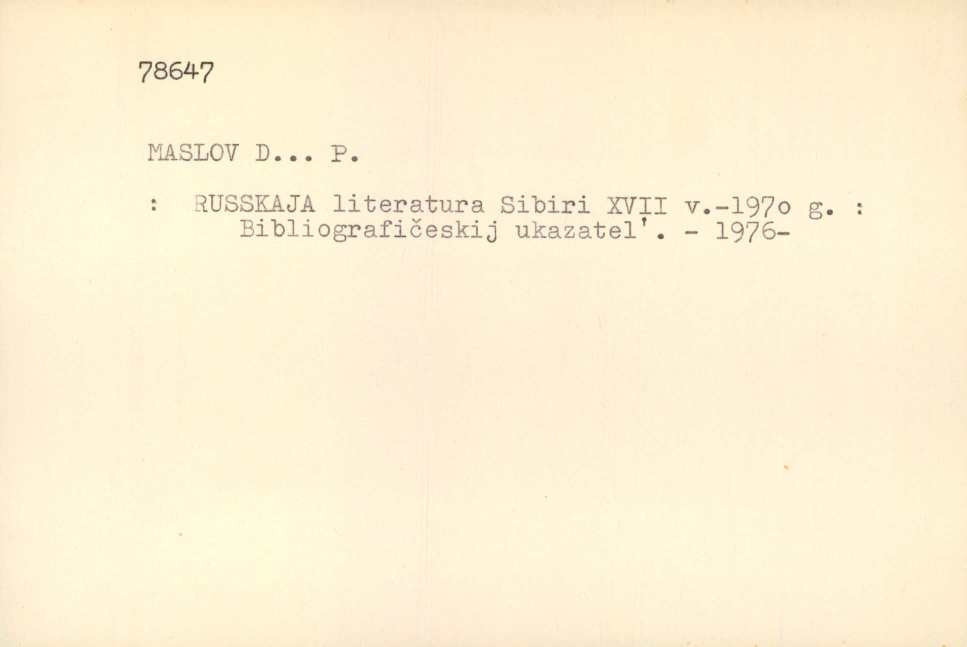 78647
MASLOV D... P.
: RUSSKAJA literatura Sibiri XVII v.-197o g. :
Bibliografičeskij ukazatel'. - 1976-